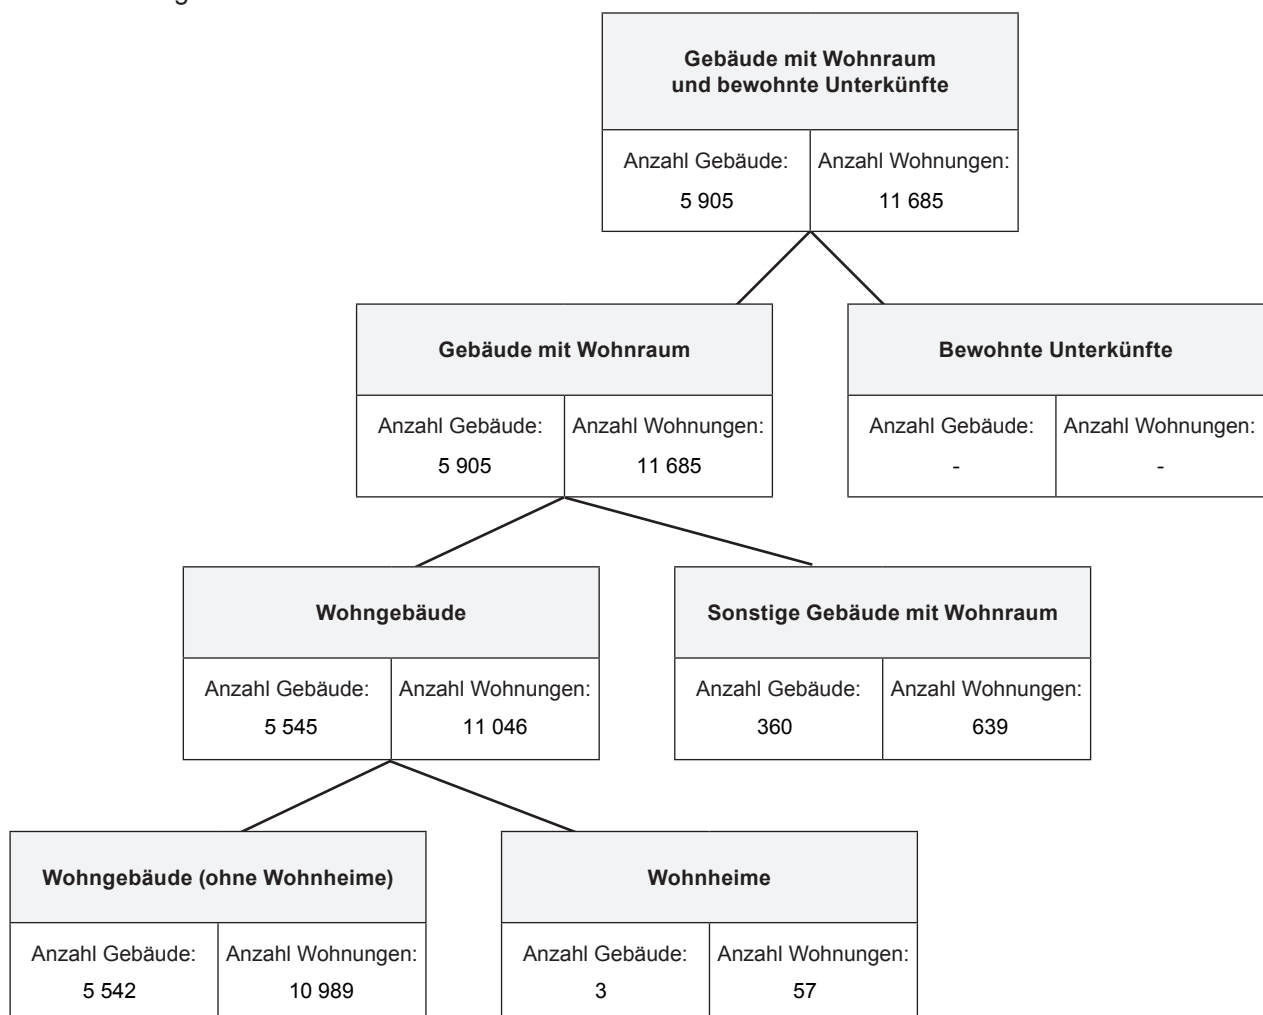 Gebäude mit Wohnraum
und bewohnte Unterkünfte
Anzahl Gebäude: Anzahl Wohnungen:
5 905 11 685
Gebäude mit Wohnraum
Anzahl Gebäude: Anzahl Wohnungen:
5 905 11 685
Bewohnte Unterkünfte
Anzahl Gebäude: Anzahl Wohnungen:
- -
Wohngebäude
Anzahl Gebäude: Anzahl Wohnungen:
5 545 11 046
Sonstige Gebäude mit Wohnraum
Anzahl Gebäude: Anzahl Wohnungen:
360 639
Wohngebäude (ohne Wohnheime)
Anzahl Gebäude: Anzahl Wohnungen:
5 542 10 989
Wohnheime
Anzahl Gebäude: Anzahl Wohnungen:
3 57